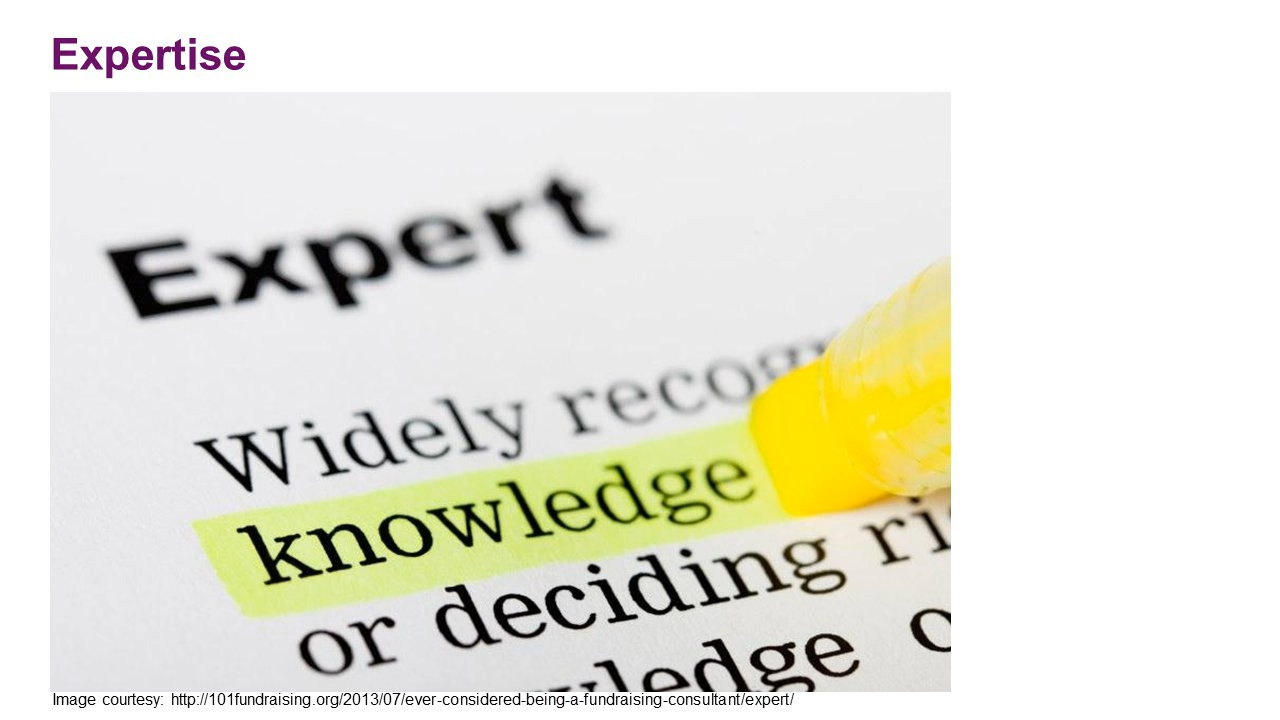 Expertise
Expert
Widely recog
knowledge
or deciding ri
wledge o
Image courtesy: http://101fundraising.org/2013/07/ever-considered-being-a-fundraising-consultant/expert/